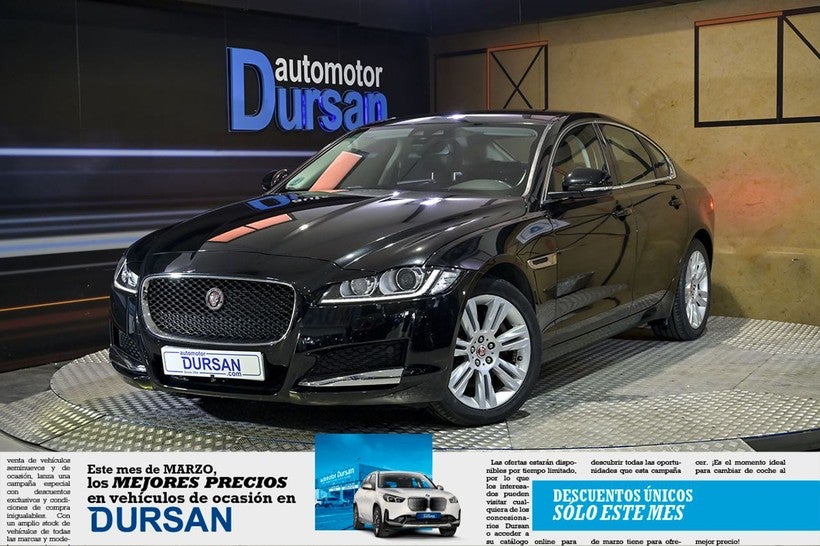 automotor
Dursan
automotor
DURSAN
.com
venta de vehículos
seminuevos y de
ocasión, lanza una
campaña especial
con descuentos
exclusivos y condi-
ciones de compra
inigualables. Con
un amplio stock de
vehículos de todas
las marcas y mode-
Este mes de MARZO,
los MEJORES PRECIOS
en vehículos de ocasión en
DURSAN
automotor Dursan
Las ofertas estarán dispo-
nibles por tiempo limitado,
por lo que
los interesa-
dos pueden
visitar cual-
quiera de los
concesiona-
rios Dursan
o acceder a
su catálogo online para
descubrir todas las oportu-
nidades que esta campaña
cer. ¡Es el momento ideal
para cambiar de coche al
DESCUENTOS ÚNICOS
SÓLO ESTE MES
de marzo tiene para ofre-
mejor precio!